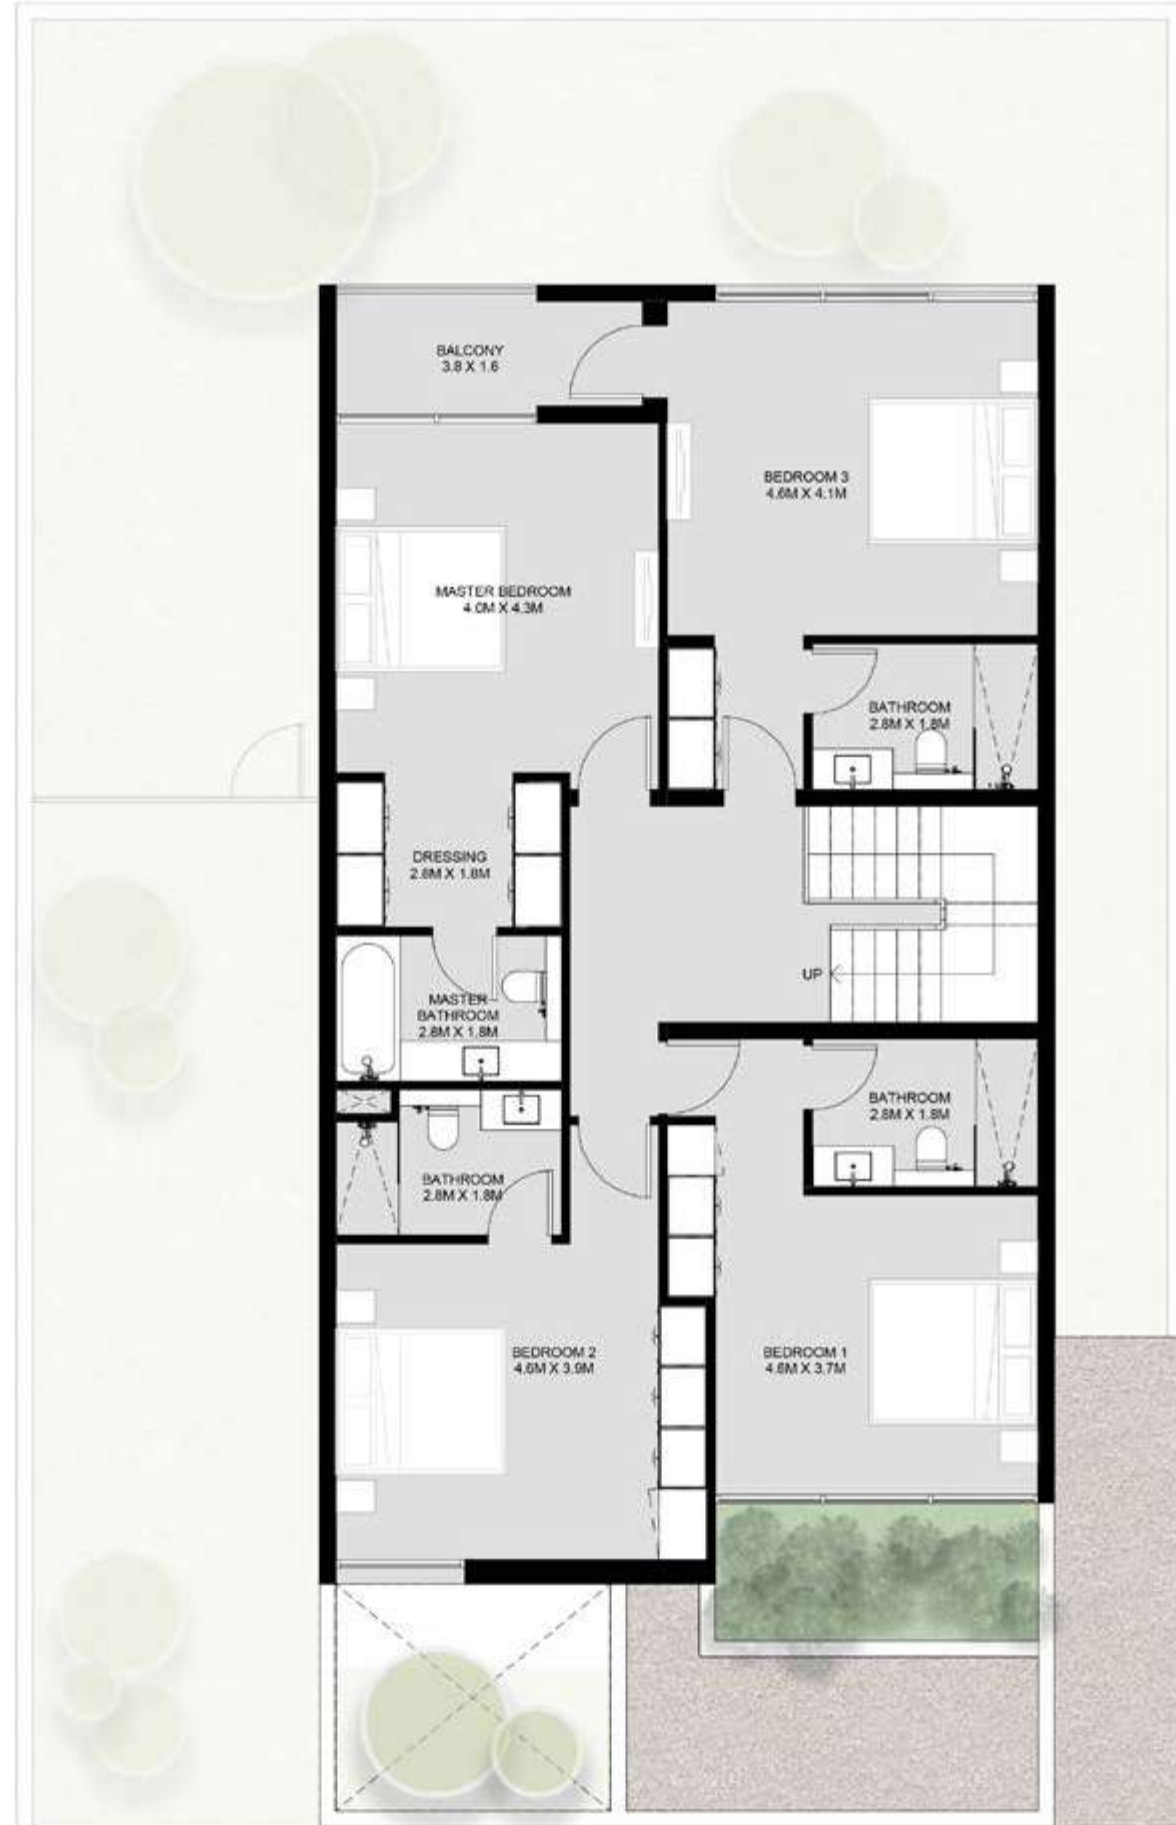 BALCONY
3.8 X 1.6
BEDROOM 3
4.6M X 4.1M
MASTER BEDROOM
4.0M X 4.3M
BATHROOM
2.8M X 1.8M
DRESSING
2.8M X 1.8M
UP
MASTER
BATHROOM
2.8M X 1.8M
BATHROOM
2.8M X 1.8M
BATHROOM
2.8M X 1.8M
BEDROOM 2
4.6M X 3.9M
BEDROOM 1
4.6M X 3.7M